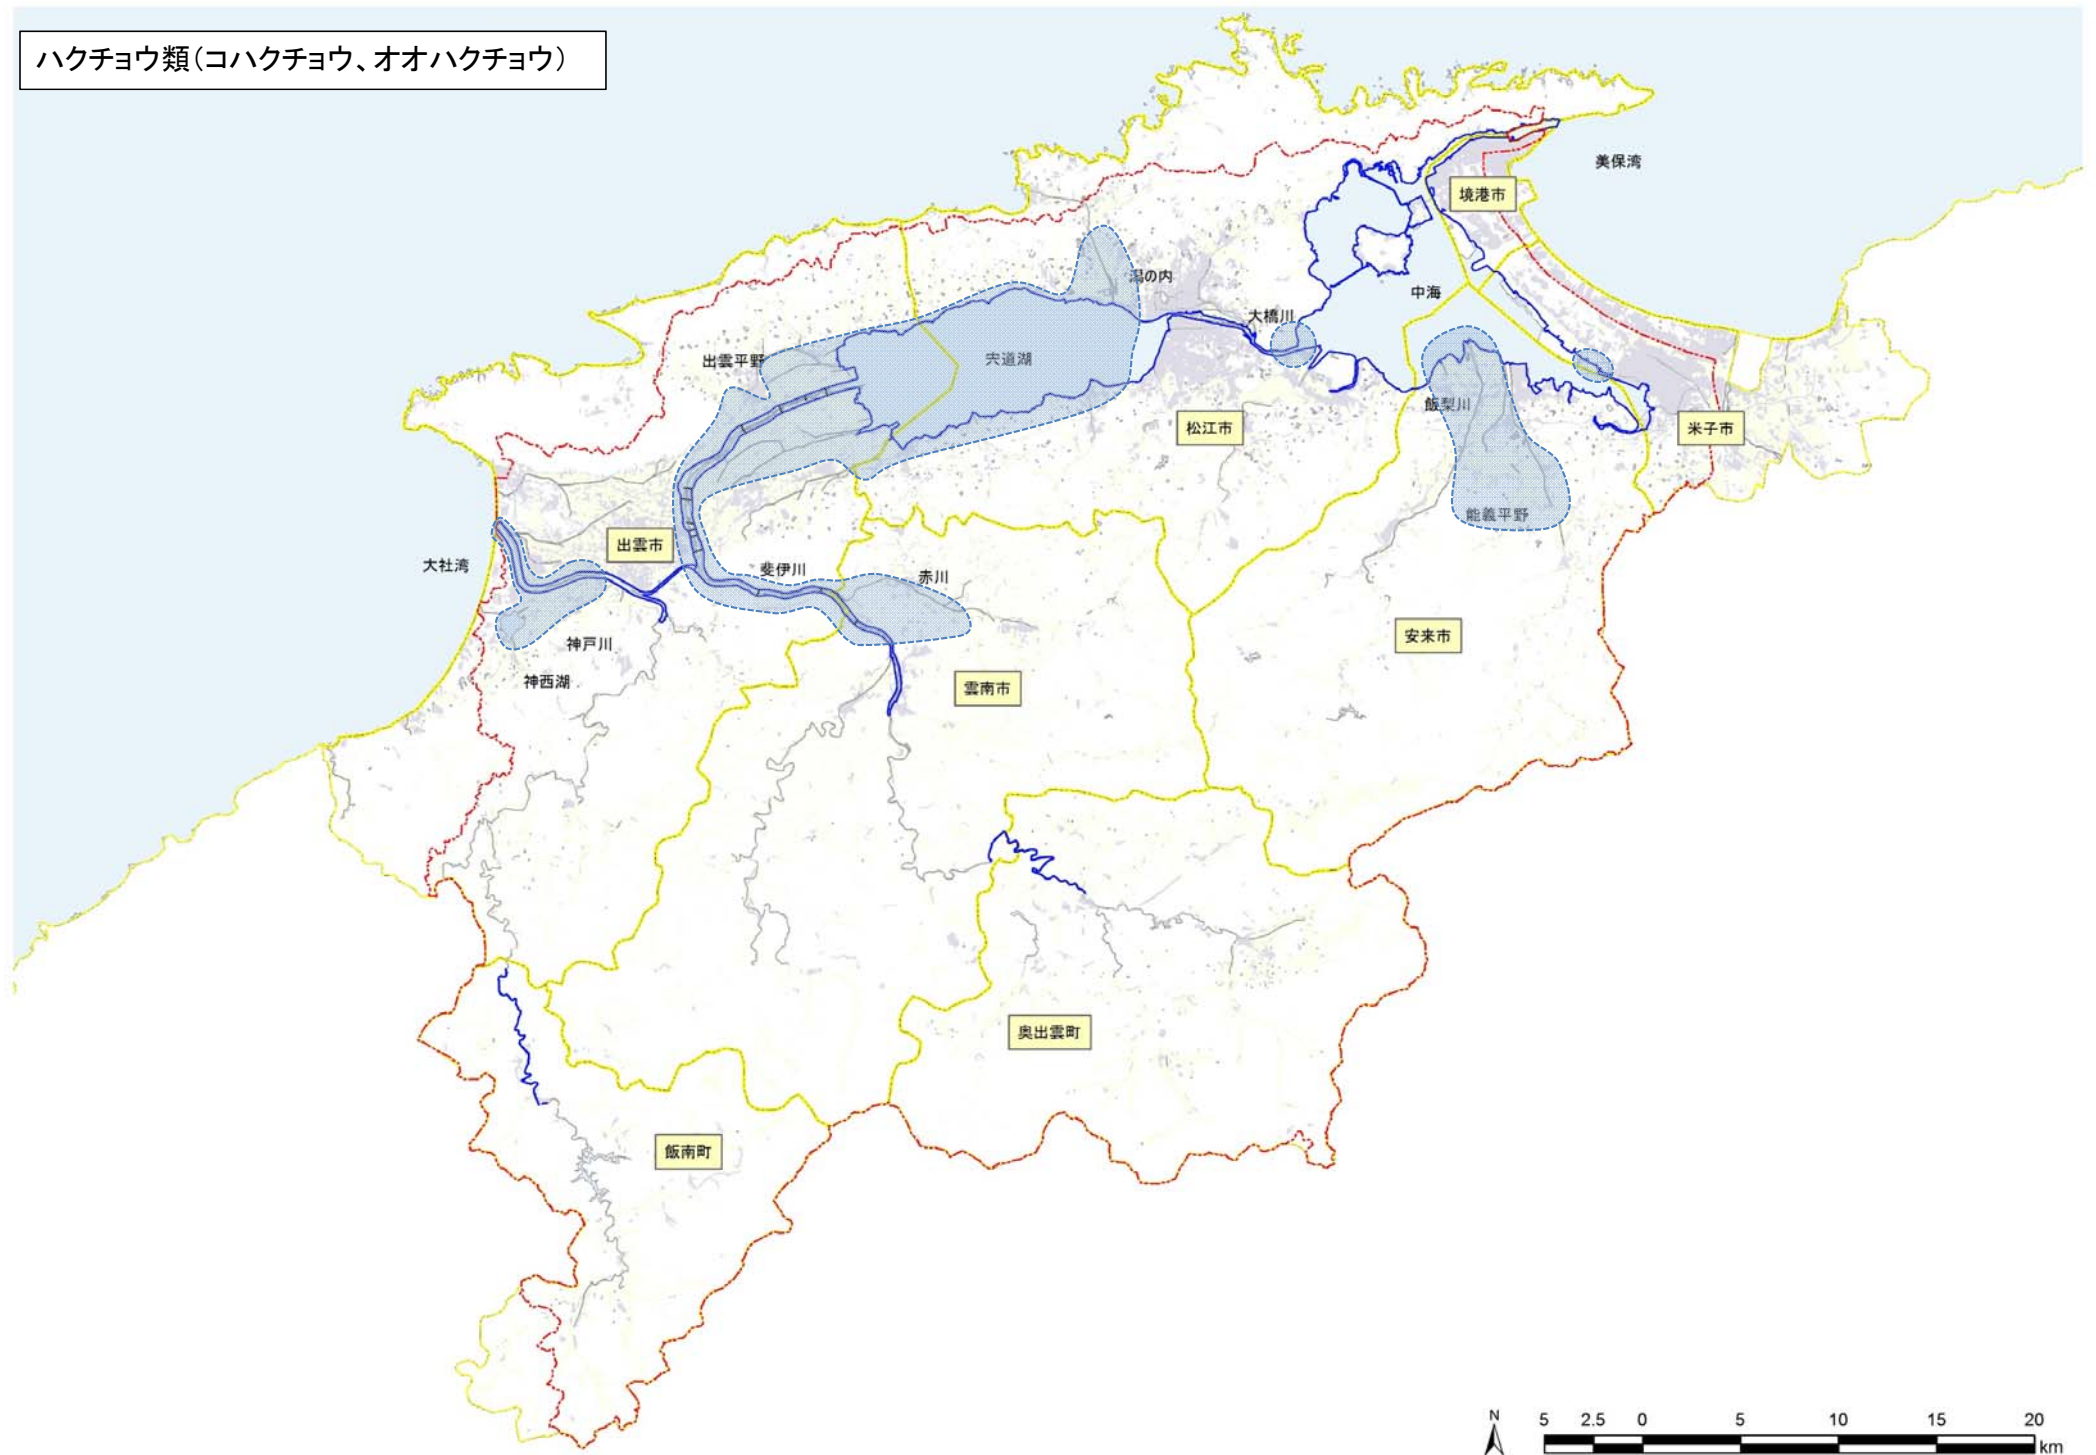 ハクチョウ類(コハクチョウ、オオハクチョウ)
美保湾
境港市
潟の内
中海
大橋川
宍道湖
出雲平野
飯梨川
松江市
米子市
能義平野
出雲市
大社湾
斐伊川
赤川
神戸川
安来市
神西湖
雲南市
奥出雲町
飯南町
N
5 2.5 0 5 10 15 20
km